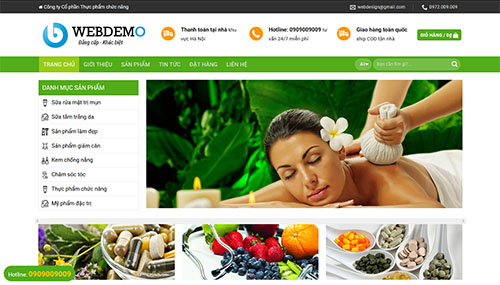 Công ty Cổ phần Thực phẩm chức năng
webdesign@gmail.com
0972.009.009
WEBDEMO
Đẳng cấp - Khác biệt
Thanh toán tại nhà khu
vực Hà Nội
Hotline: 0909009009 tư
vấn 24/7 miễn phí
Giao hàng toàn quốc
ship COD tận nhà
GIỎ HÀNG / 0₫
TRANG CHỦ
GIỚI THIỆU
SẢN PHẨM
TIN TỨC
ĐẶT HÀNG
LIÊN HỆ
All
Bạn cần tìm gì?...
DANH MỤC SẢN PHẨM
Sữa rửa mặt trị mụn
Sữa tắm trắng da
Sản phẩm làm đẹp
Sản phẩm giảm cân
Kem chống nắng
Chăm sóc tóc
Thực phẩm chức năng
Mỹ phẩm đặc trị
Hotline: 0909009009